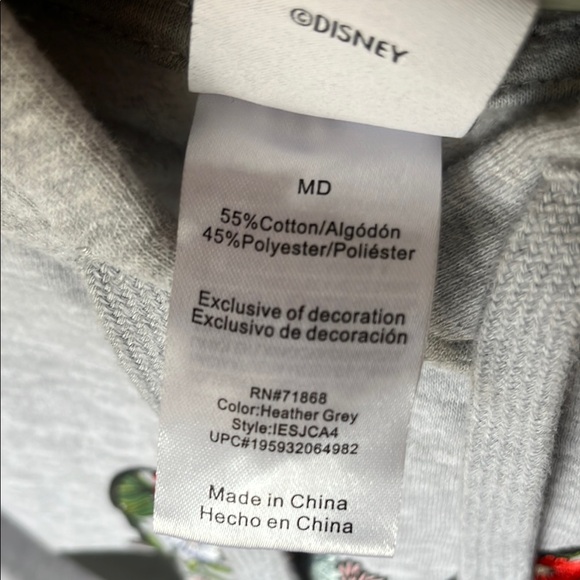 ©DISNEY
MD
55%Cotton/Algódón
45%Polyester/Poliéster
Exclusive of decoration
Exclusivo de decoración
RN#71868
Color:Heather Grey
Style:IESJCA4
UPC#195932064982
Made in China
Hecho en China